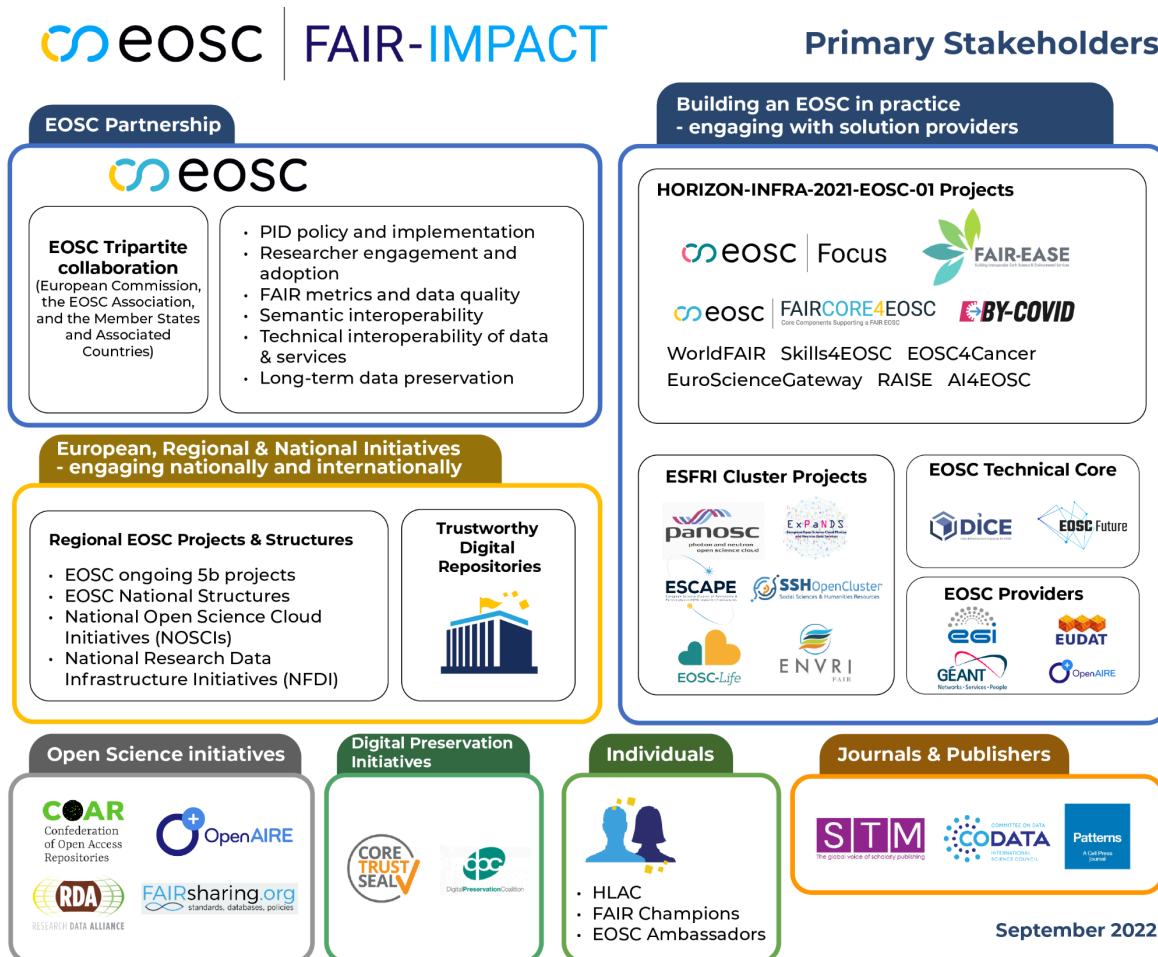 eosc FAIR-IMPACT
Primary Stakeholders
EOSC Partnership
eosc
EOSC Tripartite
collaboration
(European Commission,
the EOSC Association,
and the Member States
and Associated
Countries)
• PID policy and implementation
• Researcher engagement and
adoption
• FAIR metrics and data quality
• Semantic interoperability
• Technical interoperability of data
& services
• Long-term data preservation
Building an EOSC in practice
- engaging with solution providers
HORIZON-INFRA-2021-EOSC-01 Projects
eosc Focus
FAIR-EASE
eosc FAIRCORE4EOSC
Core Components Supporting a FAIR EOSC
BY-COVID
WorldFAIR Skills4EOSC EOSC4Cancer
EuroScienceGateway RAISE AI4EOSC
European, Regional & National Initiatives
- engaging nationally and internationally
Regional EOSC Projects & Structures
• EOSC ongoing 5b projects
• EOSC National Structures
• National Open Science Cloud
Initiatives (NOSCIs)
• National Research Data
Infrastructure Initiatives (NFDI)
Trustworthy
Digital
Repositories
ESFRI Cluster Projects
panosc
photon and neutron
open science cloud
ExPaNDS
ESCAPE
SSHOPENCLUSTER
Social Sciences & Humanities Resources
EOSC-Life
ENVRI
FAIR
EOSC Technical Core
DICE
EOSC Future
EOSC Providers
egi
EUDAT
GÉANT
Networks • Services • People
OpenAIRE
Open Science initiatives
COAR
Confederation
of Open Access
Repositories
OpenAIRE
RDA
RESEARCH DATA ALLIANCE
FAIRsharing.org
standards, databases, policies
Digital Preservation
Initiatives
CORE
TRUST
SEAL
dpc
DigitalPreservationCoalition
Individuals
• HLAC
• FAIR Champions
• EOSC Ambassadors
Journals & Publishers
STM
The global voice of scholarly publishing
COMMITTEE ON DATA
CODATA
INTERNATIONAL
SCIENCE COUNCIL
Patterns
A Cell Press
journal
September 2022